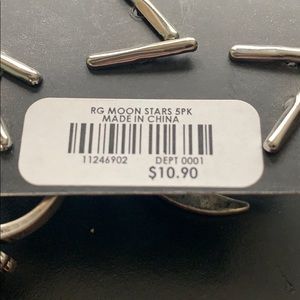 RG MOON STARS 5PK
MADE IN CHINA
11246902 DEPT 0001
$10.90